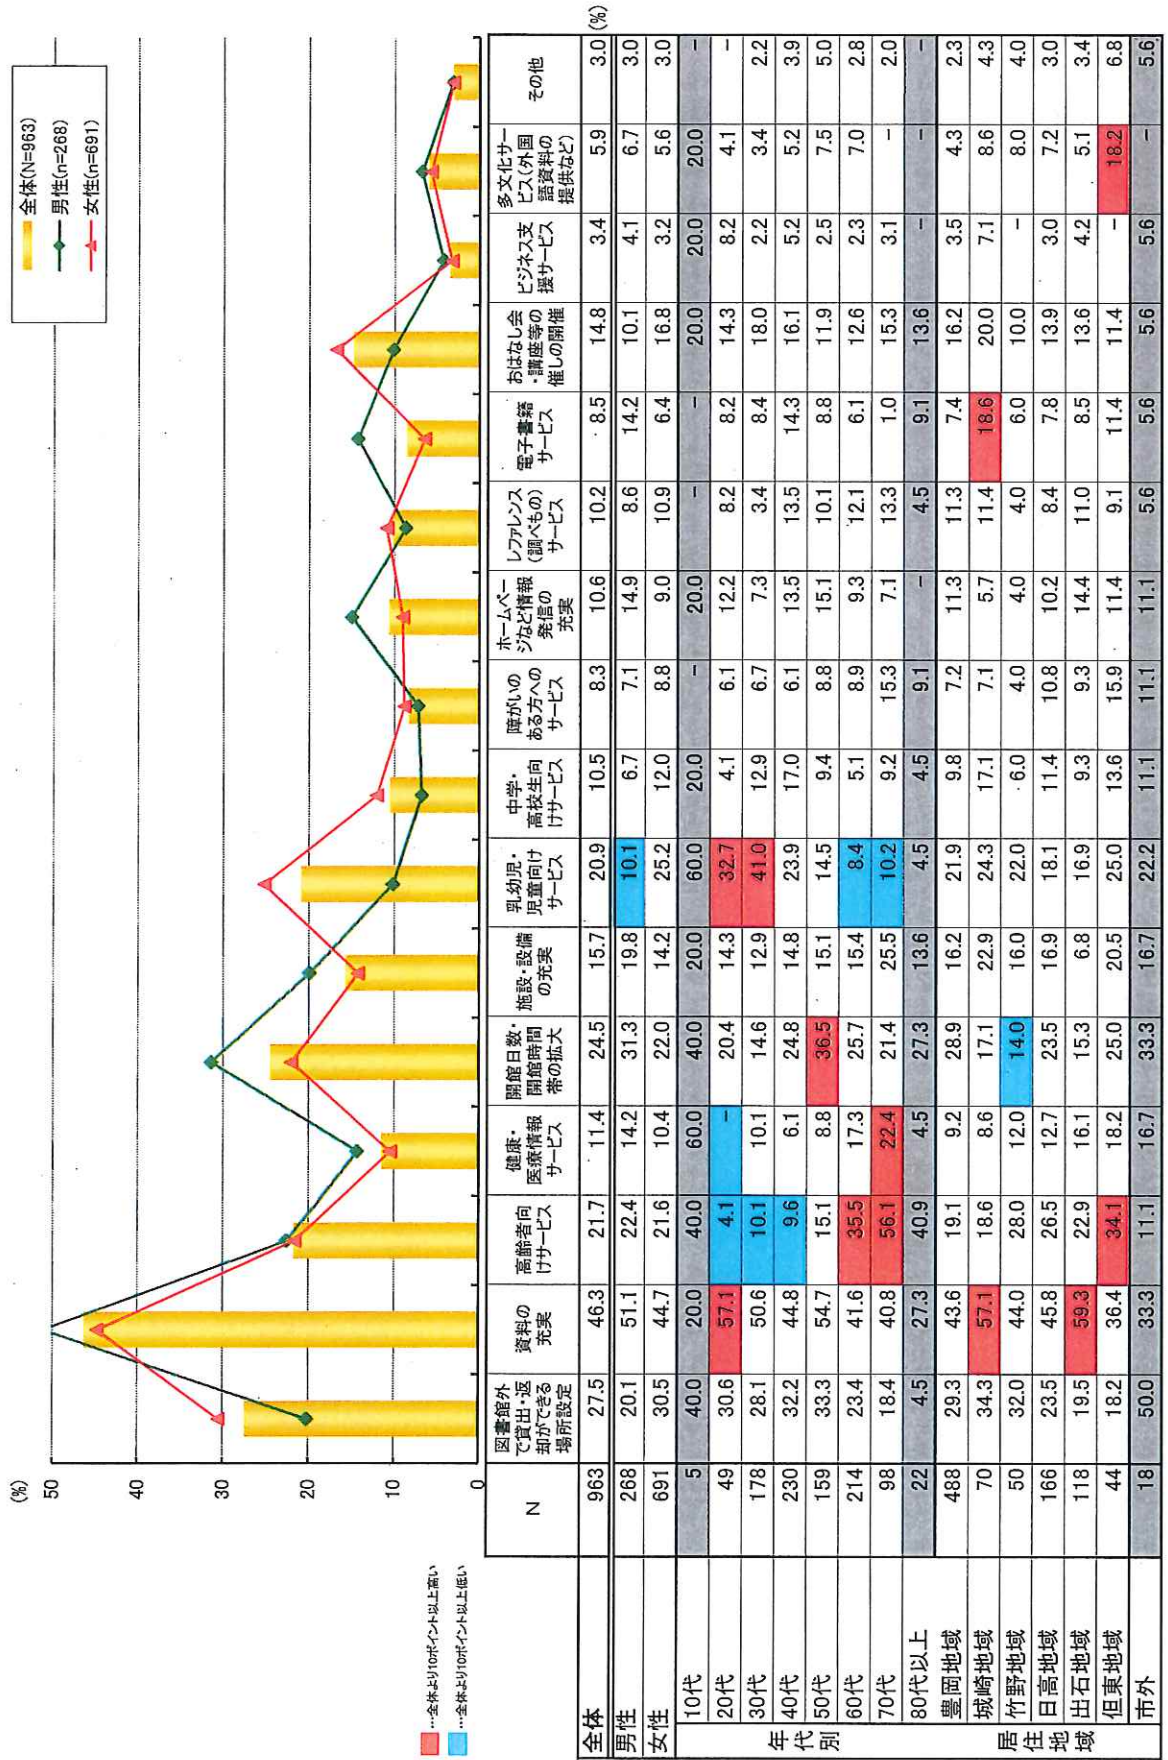 全体(N=963)
男性(n=268)
女性(n=691)
(%)
50
40
30
20
10
0
…全体より10ポイント以上高い
…全体より10ポイント以上低い
N
図書館外
で貸出・返
却ができる
場所設定
資料の
充実
高齢者向
けサービス
健康・
医療情報
サービス
開館日数・
開館時間
帯の拡大
施設・設備
の充実
乳幼児・
児童向け
サービス
中学・
高校生向
けサービス
障がいの
ある方への
サービス
ホームペー
ジなど情報
発信の
充実
レファレンス
(調べもの)
サービス
電子書籍
サービス
おはなし会
・講座等の
催しの開催
ビジネス支
援サービス
多文化サー
ビス(外国
語資料の
提供など)
その他
全体 963 27.5 46.3 21.7 11.4 24.5 15.7 20.9 10.5 8.3 10.6 10.2 8.5 14.8 3.4 5.9 3.0 (%)
男性 268 20.1 51.1 22.4 14.2 31.3 19.8 10.1 6.7 7.1 14.9 8.6 14.2 10.1 4.1 6.7 3.0
女性 691 30.5 44.7 21.6 10.4 22.0 14.2 25.2 12.0 8.8 9.0 10.9 6.4 16.8 3.2 5.6 3.0
年代別
10代 5 40.0 20.0 40.0 60.0 40.0 20.0 60.0 20.0 – 20.0 – – 20.0 20.0 20.0 –
20代 49 30.6 57.1 4.1 – 20.4 14.3 32.7 4.1 6.1 12.2 8.2 8.2 14.3 8.2 4.1 –
30代 178 28.1 50.6 10.1 10.1 14.6 12.9 41.0 12.9 6.7 7.3 3.4 8.4 18.0 2.2 3.4 2.2
40代 230 32.2 44.8 9.6 6.1 24.8 14.8 23.9 17.0 6.1 13.5 13.5 14.3 16.1 5.2 5.2 3.9
50代 159 33.3 54.7 15.1 8.8 36.5 15.1 14.5 9.4 8.8 15.1 10.1 8.8 11.9 2.5 7.5 5.0
60代 214 23.4 41.6 35.5 17.3 25.7 15.4 8.4 5.1 8.9 9.3 12.1 6.1 12.6 2.3 7.0 2.8
70代 98 18.4 40.8 56.1 22.4 21.4 25.5 10.2 9.2 15.3 7.1 13.3 1.0 15.3 3.1 – 2.0
80代以上 22 4.5 27.3 40.9 4.5 27.3 13.6 4.5 4.5 9.1 – 4.5 9.1 13.6 – – –
居住地域
豊岡地域 488 29.3 43.6 19.1 9.2 28.9 16.2 21.9 9.8 7.2 11.3 11.3 7.4 16.2 3.5 4.3 2.3
城崎地域 70 34.3 57.1 18.6 8.6 17.1 22.9 24.3 17.1 7.1 5.7 11.4 18.6 20.0 7.1 8.6 4.3
竹野地域 50 32.0 44.0 28.0 12.0 14.0 16.0 22.0 6.0 4.0 4.0 4.0 6.0 10.0 – 8.0 4.0
日高地域 166 23.5 45.8 26.5 12.7 23.5 16.9 18.1 11.4 10.8 10.2 8.4 7.8 13.9 3.0 7.2 3.0
出石地域 118 19.5 59.3 22.9 16.1 15.3 6.8 16.9 9.3 9.3 14.4 11.0 8.5 13.6 4.2 5.1 3.4
但東地域 44 18.2 36.4 34.1 18.2 25.0 20.5 25.0 13.6 15.9 11.4 9.1 11.4 11.4 – 18.2 6.8
市外 18 50.0 33.3 11.1 16.7 33.3 16.7 22.2 11.1 11.1 11.1 5.6 5.6 5.6 5.6 – 5.6